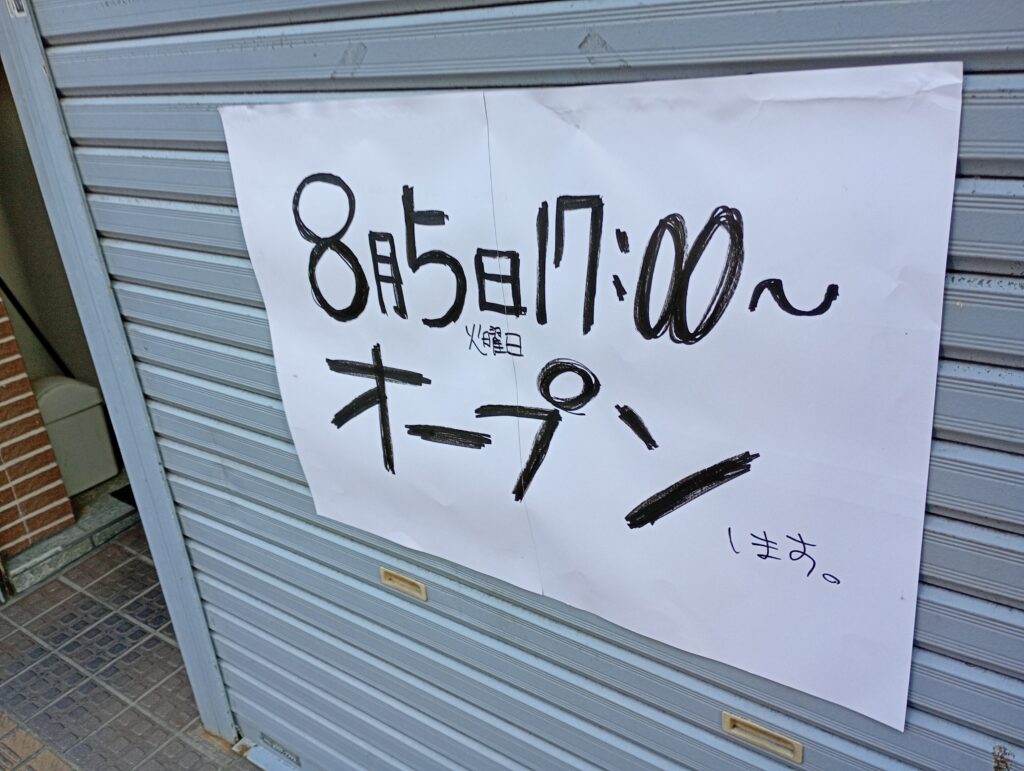 8月5日17:00～
火曜日
オープン
します。